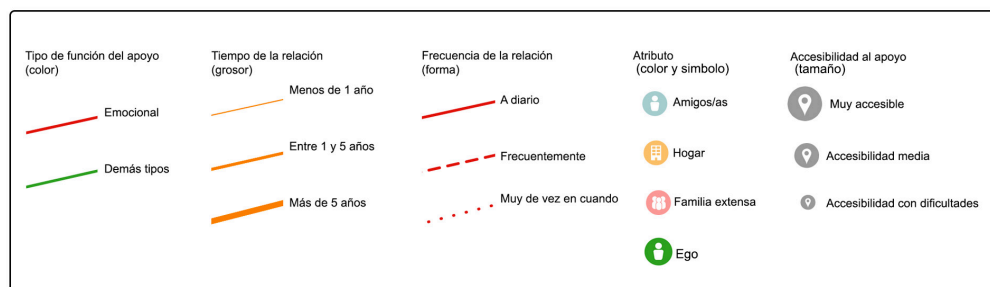 Tipo de función del apoyo
(color)
Emocional
Demás tipos
Tiempo de la relación
(grosor)
Menos de 1 año
Entre 1 y 5 años
Más de 5 años
Frecuencia de la relación
(forma)
A diario
Frecuentemente
Muy de vez en cuando
Atributo
(color y simbolo)
Amigos/as
Hogar
Familia extensa
Ego
Accesibilidad al apoyo
(tamaño)
Muy accesible
Accesibilidad media
Accesibilidad con dificultades